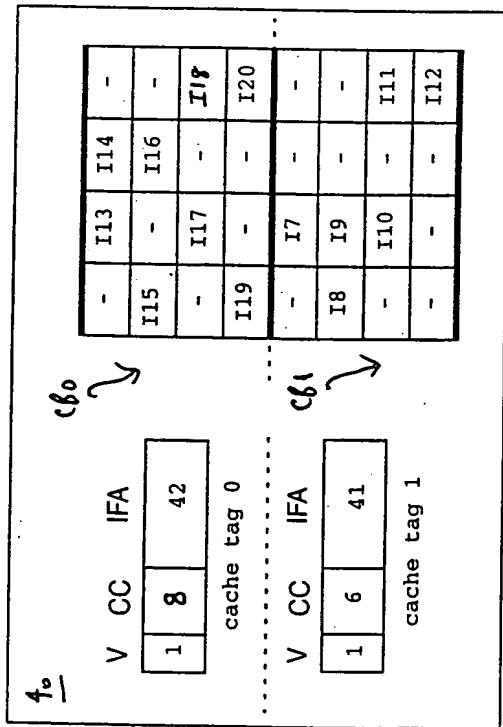 4.
V CC IFA
1 8 42
cache tag 0
CB0
- I13 I14 -
I15 - I16 -
- I17 - I18
I19 - - I20
V CC IFA
1 6 41
cache tag 1
CB1
- I7 - -
I8 I9 - -
- I10 - I11
- - - I12